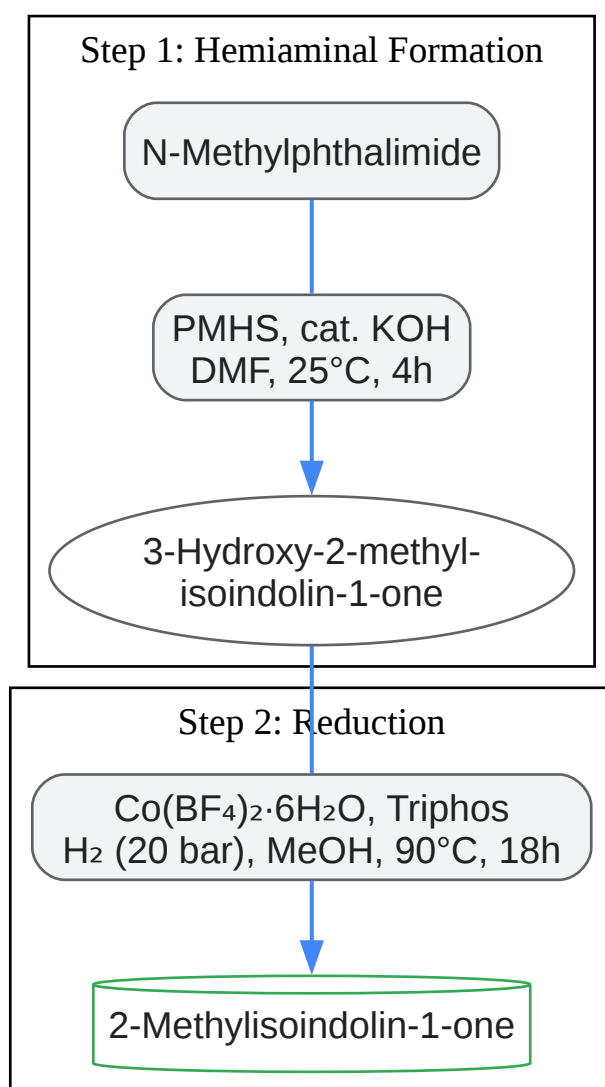 Step 1: Hemiaminal Formation
N-Methylphthalimide
PMHS, cat. KOH
DMF, 25°C, 4h
3-Hydroxy-2-methyl-
isoindolin-1-one
Step 2: Reduction
Co(BF₄)₂·6H₂O, Triphos
H₂ (20 bar), MeOH, 90°C, 18h
2-Methylisoindolin-1-one